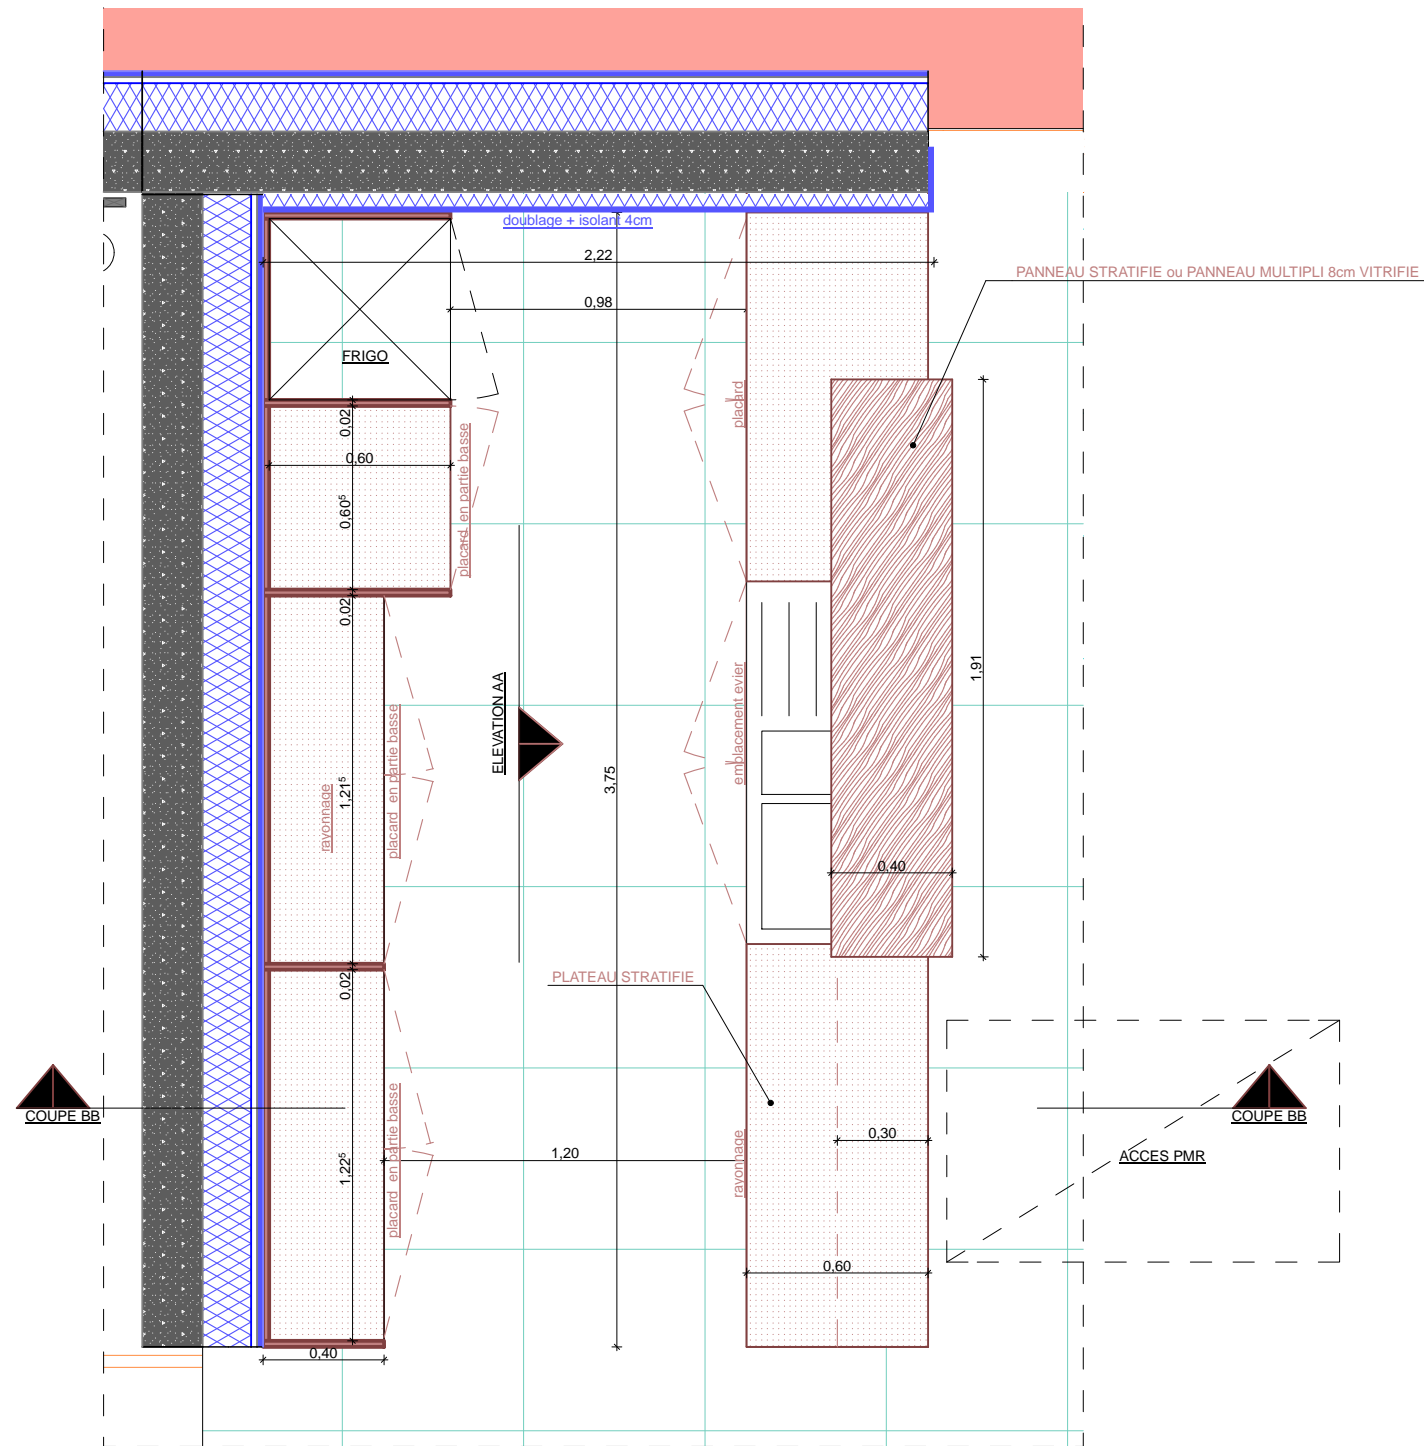 doublage + isolant 4cm
2,22
PANNEAU STRATIFIE ou PANNEAU MULTIPLI 8cm VITRIFIE
0,98
FRIGO
placard
0,02
0,60
placard en partie basse
0,60⁵
0,02
ELEVATION AA
emplacement evier
1,91
placard en partie basse
3,75
1,21⁵
rayonnage
0,40
PLATEAU STRATIFIE
0,02
COUPE BB
COUPE BB
placard en partie basse
0,30
1,20
ACCES PMR
rayonnage
1,22⁵
0,60
0,40